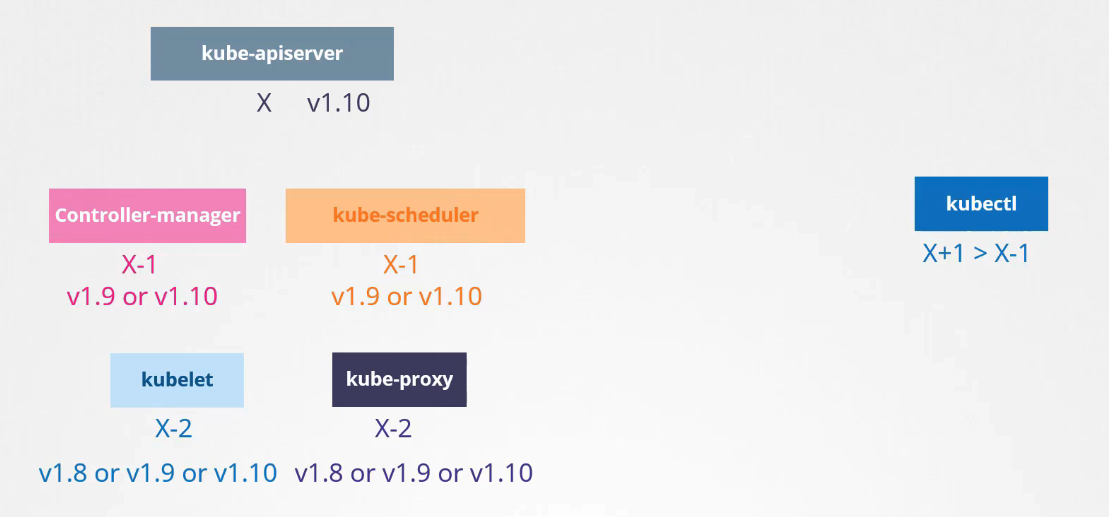 kube-apiserver
X v1.10
Controller-manager
kube-scheduler
kubectl
X-1
X-1
X+1 > X-1
v1.9 or v1.10
v1.9 or v1.10
kubelet
kube-proxy
X-2
X-2
v1.8 or v1.9 or v1.10
v1.8 or v1.9 or v1.10